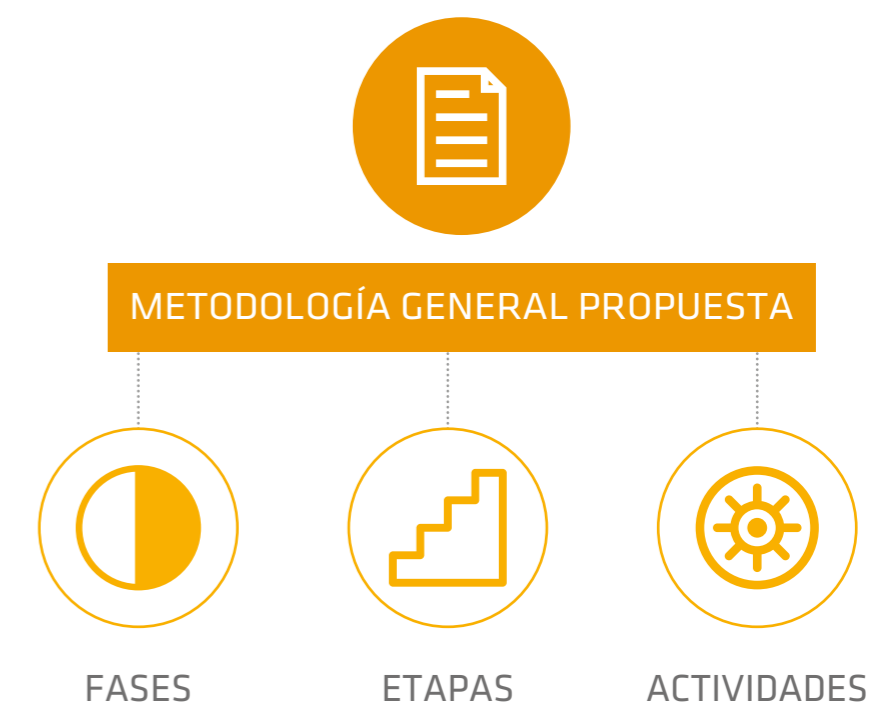 METODOLOGÍA GENERAL PROPUESTA
FASES
ETAPAS
ACTIVIDADES